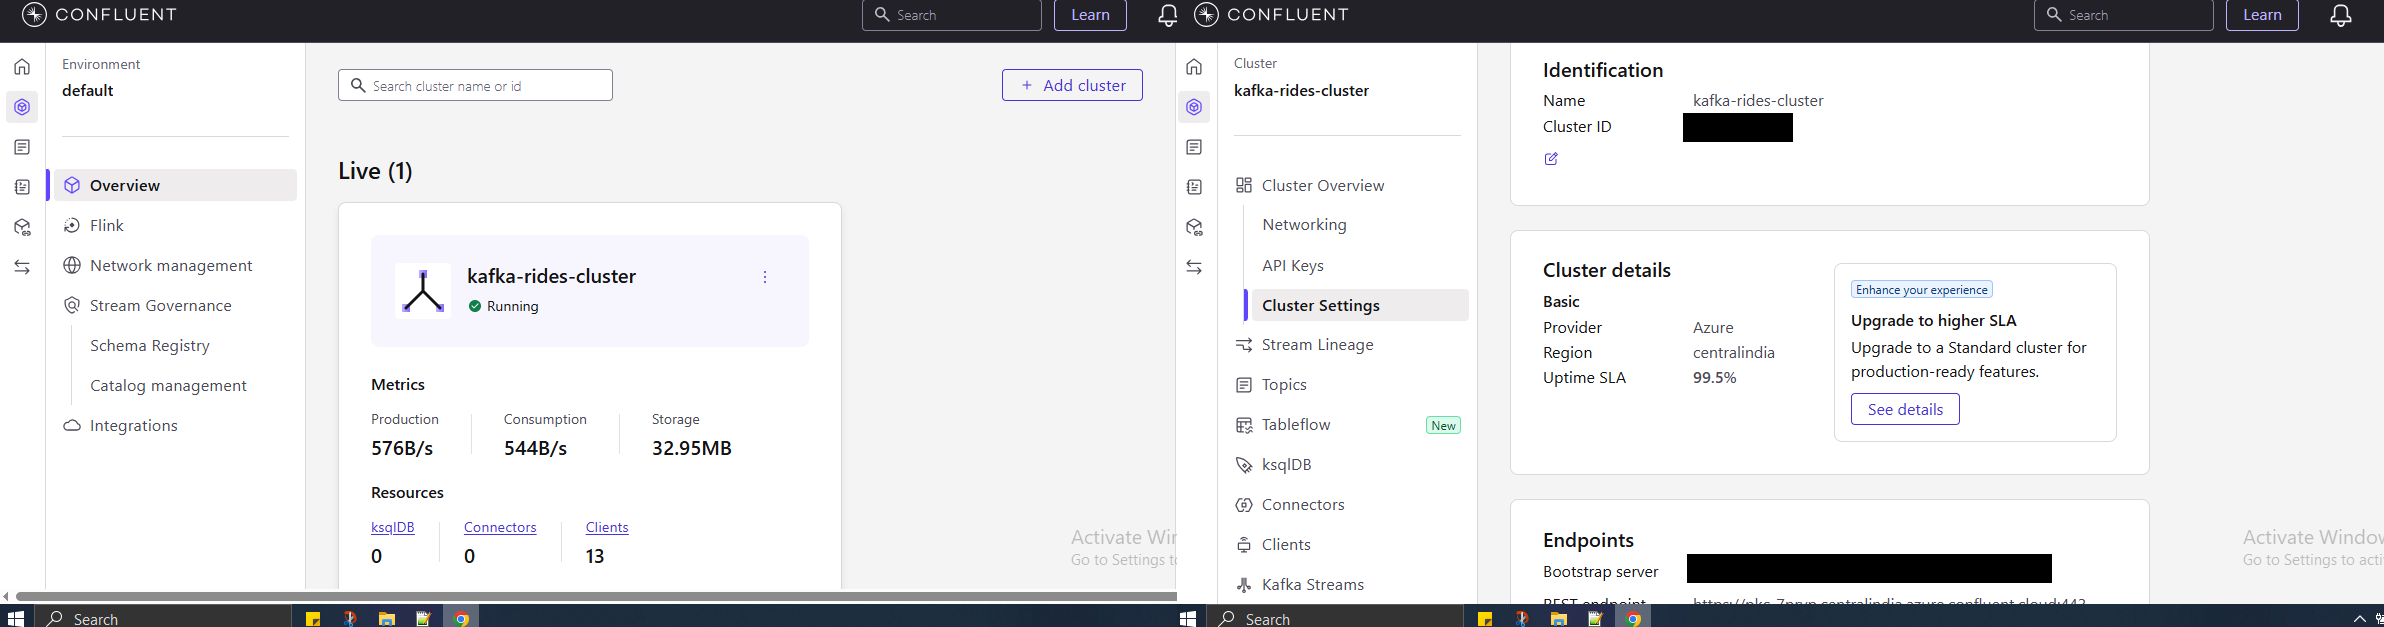 CONFLUENT
Search
Learn
Environment
default
Overview
Flink
Network management
Stream Governance
Schema Registry
Catalog management
Integrations
Search cluster name or id
+ Add cluster
Live (1)
kafka-rides-cluster
Running
Metrics
Production
Consumption
Storage
576B/s
544B/s
32.95MB
Resources
ksqlDB
Connectors
Clients
0
0
13
Activate Win
Go to Settings t
Search
CONFLUENT
Search
Learn
Cluster
kafka-rides-cluster
Cluster Overview
Networking
API Keys
Cluster Settings
Stream Lineage
Topics
Tableflow
New
ksqlDB
Connectors
Clients
Kafka Streams
Identification
Name
kafka-rides-cluster
Cluster ID
Cluster details
Basic
Provider
Azure
Region
centralindia
Uptime SLA
99.5%
Enhance your experience
Upgrade to higher SLA
Upgrade to a Standard cluster for
production-ready features.
See details
Endpoints
Bootstrap server
REST endpoint
Activate Window
Go to Settings to acti
Search